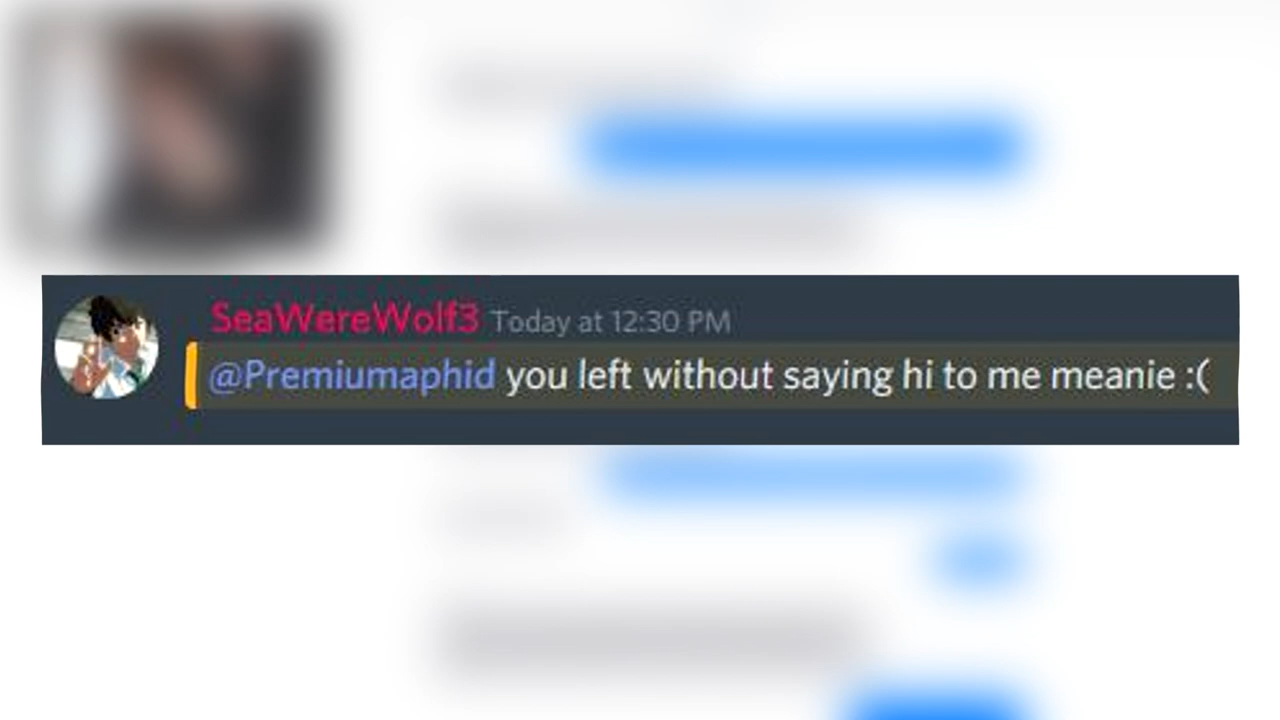 SeaWereWolf3 Today at 12:30 PM
@Premiumaphid you left without saying hi to me meanie :(